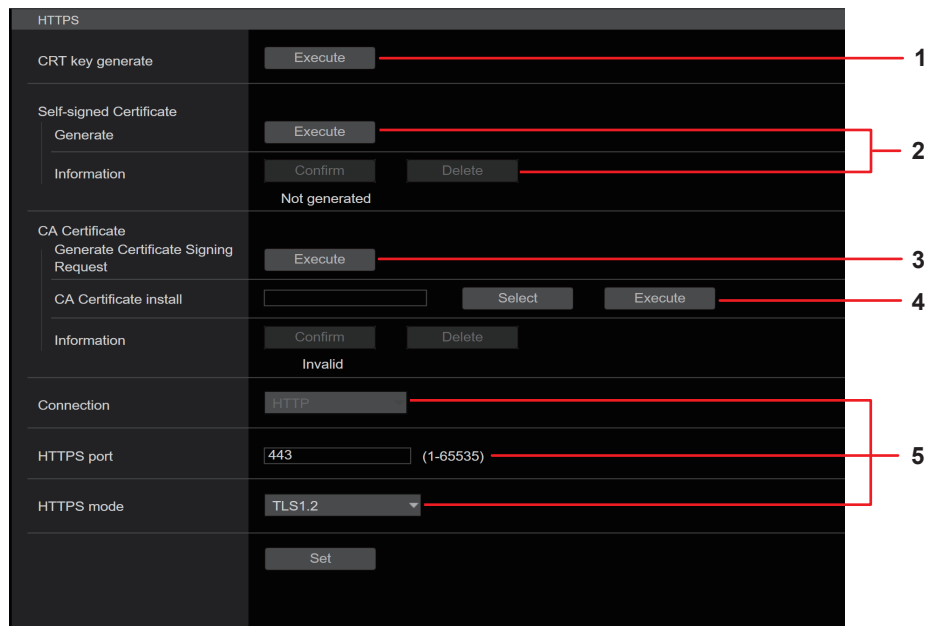 HTTPS
CRT key generate
Execute
1
Self-signed Certificate
Generate
Execute
2
Information
Confirm
Delete
Not generated
CA Certificate
Generate Certificate Signing
Request
Execute
3
CA Certificate install
Select
Execute
4
Information
Confirm
Delete
Invalid
Connection
HTTP
HTTPS port
443
(1-65535)
5
HTTPS mode
TLS1.2
Set